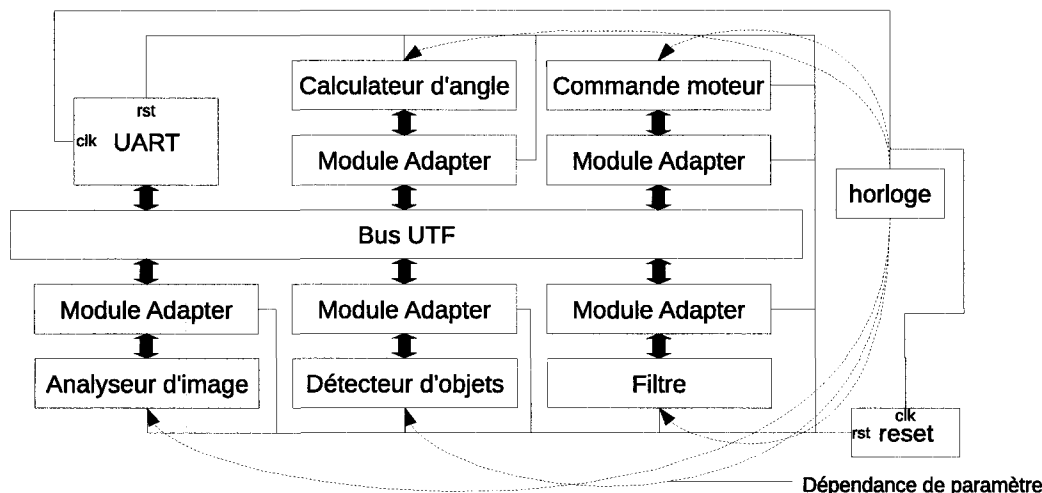 Calculateur d'angle
Commande moteur
rst
clk UART
Module Adapter
Module Adapter
horloge
Bus UTF
Module Adapter
Module Adapter
Module Adapter
Analyseur d'image
Détecteur d'objets
Filtre
clk
rst reset
Dépendance de paramètre